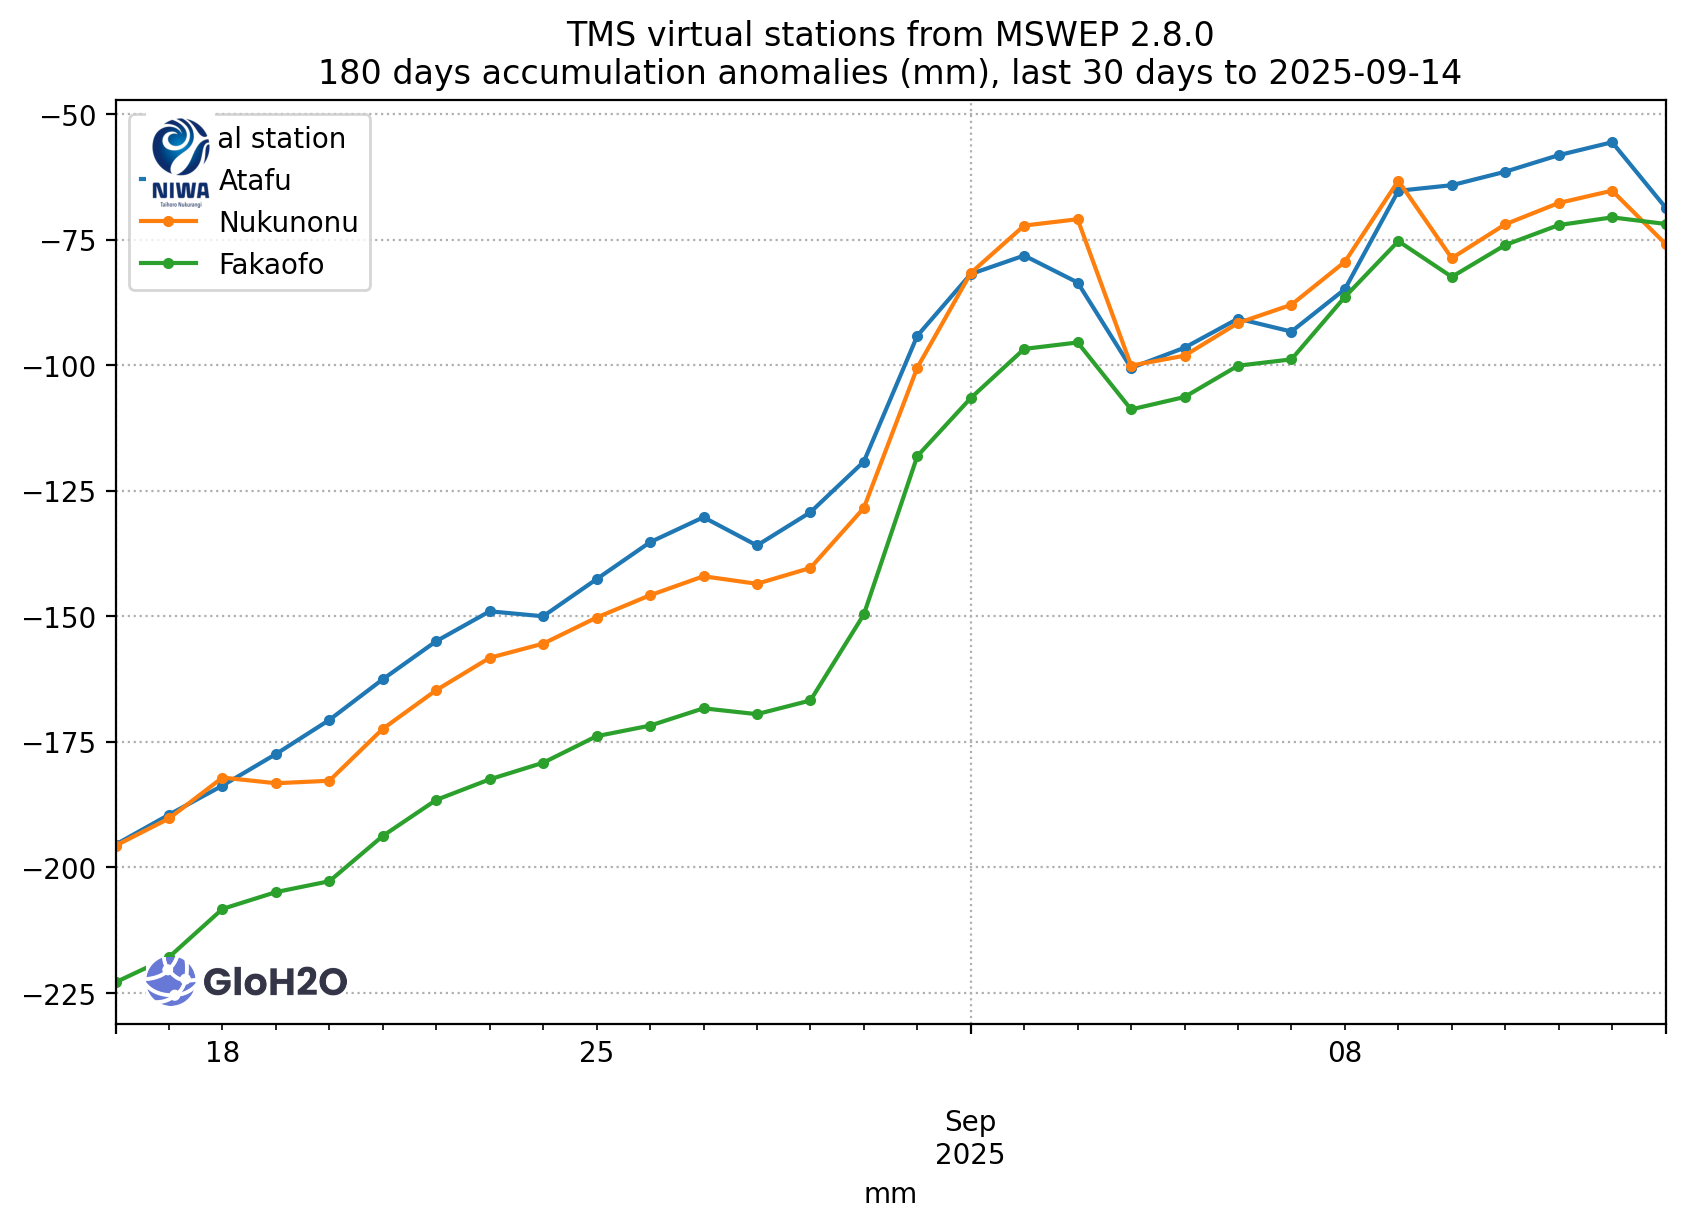 TMS virtual stations from MSWEP 2.8.0
180 days accumulation anomalies (mm), last 30 days to 2025-09-14
−50
−75
−100
−125
−150
−175
−200
−225
al station
Atafu
Nukunonu
Fakaofo
NIWA
Taihoro Nukurangi
GloH2O
18
25
08
Sep
2025
mm